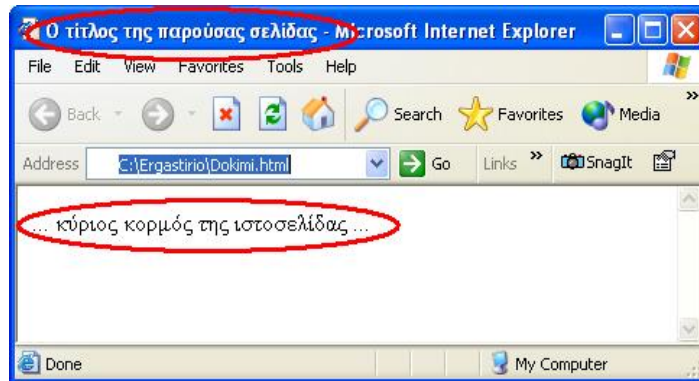 Ο τίτλος της παρούσας σελίδας - Microsoft Internet Explorer
File Edit View Favorites Tools Help
Back Search Favorites Media »
Address C:\Ergastirio\Dokimi.html Go Links » SnagIt
... κύριος κορμός της ιστοσελίδας ...
Done My Computer